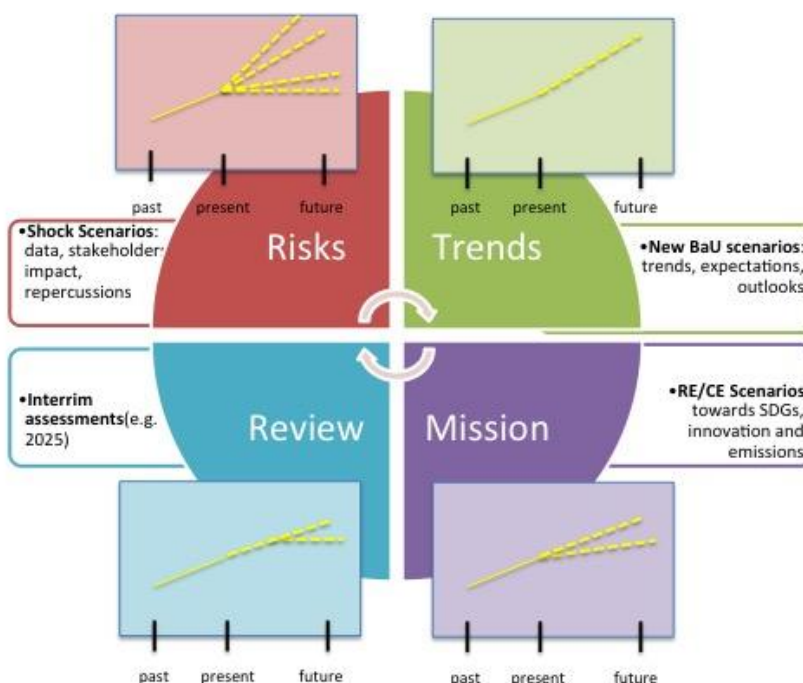 past present future
past present future
Risks
Trends
•Shock Scenarios:
data, stakeholder
impact,
repercussions
•New BaU scenarios:
trends, expectations,
outlooks
•Interrim
assessments(e.g.
2025)
Review
Mission
•RE/CE Scenarios
towards SDGs,
innovation and
emissions
past present future
past present future